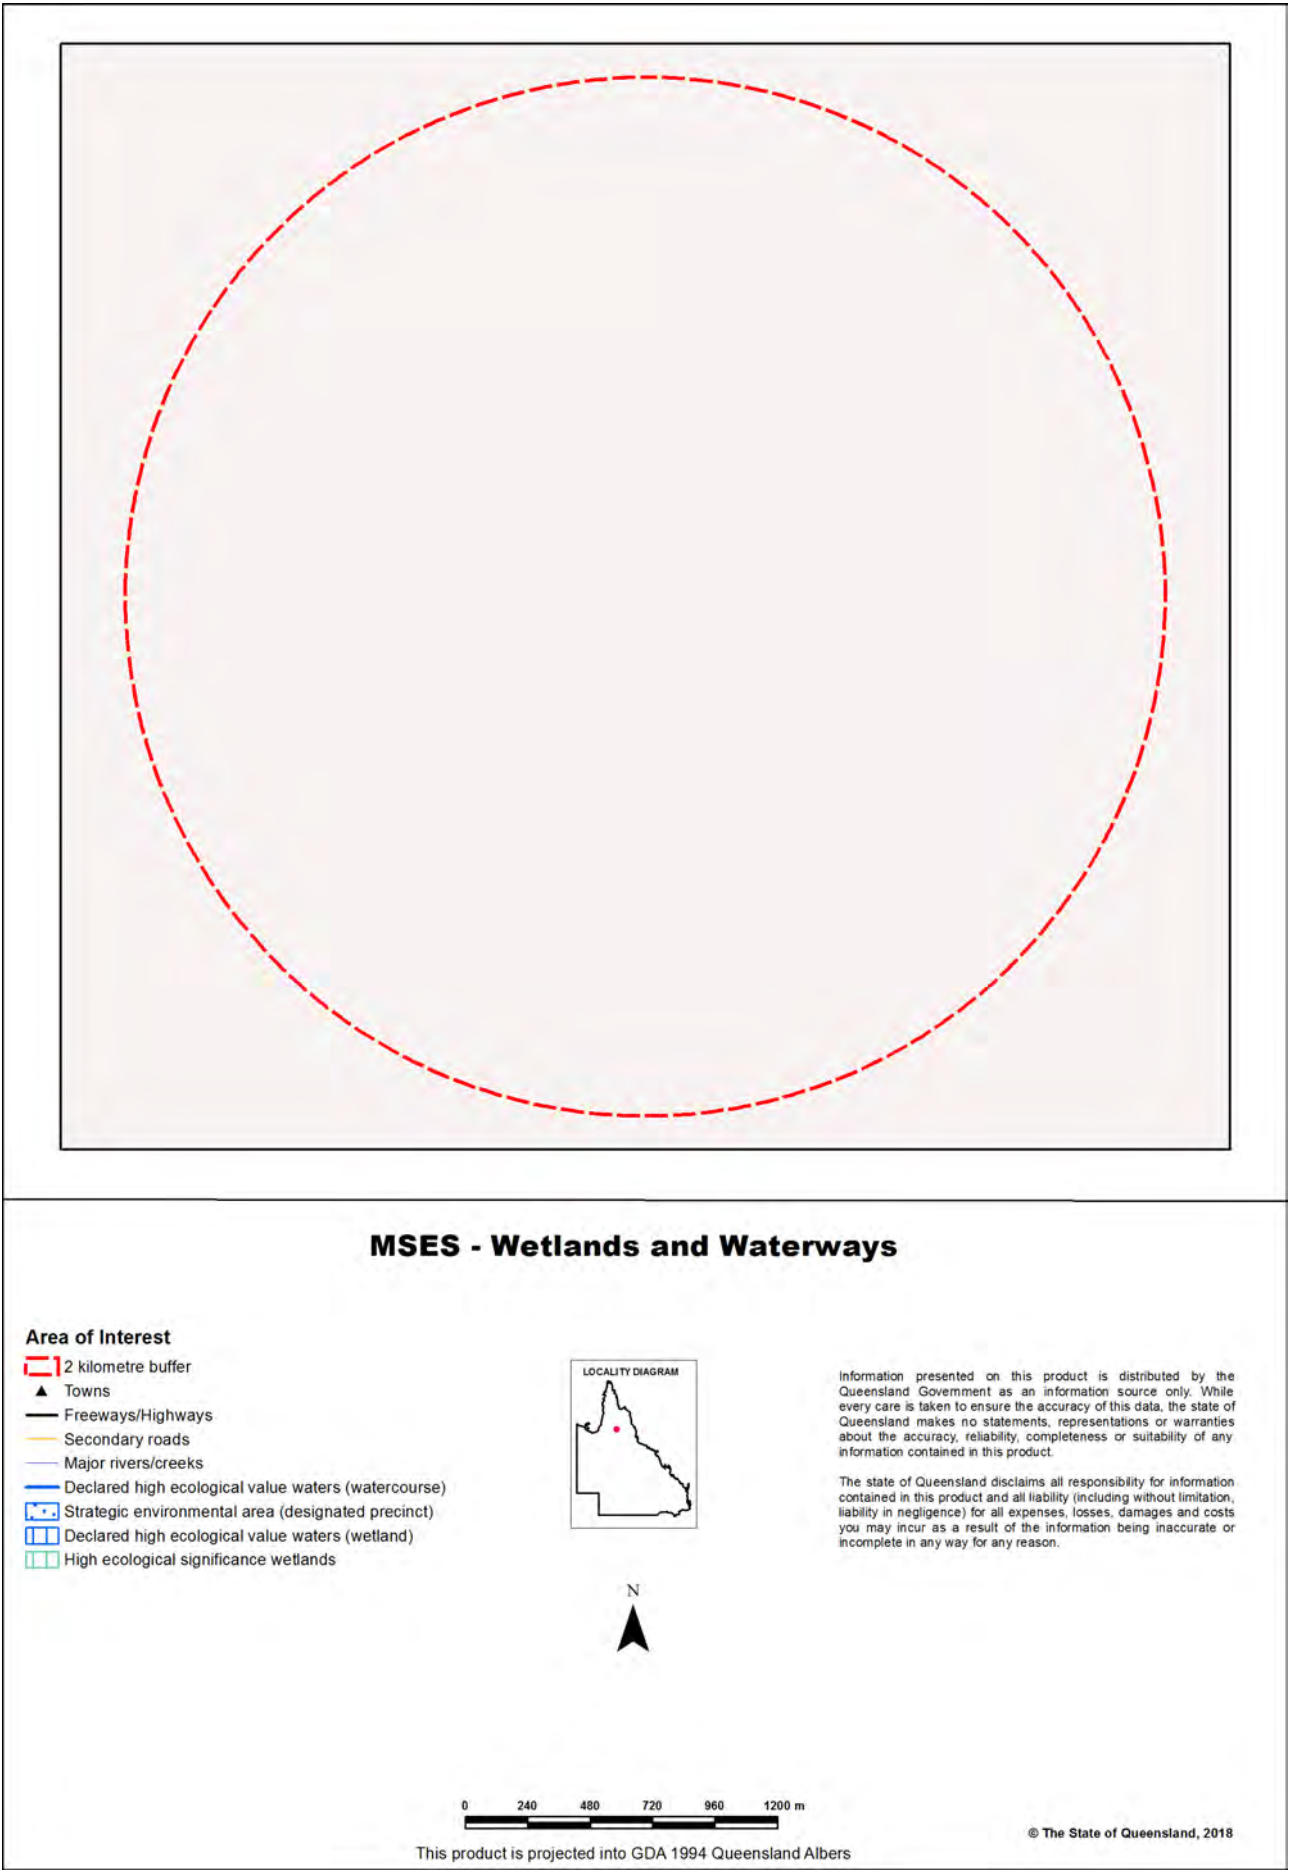 MSES - Wetlands and Waterways
Area of Interest
2 kilometre buffer
Towns
Freeways/Highways
Secondary roads
Major rivers/creeks
Declared high ecological value waters (watercourse)
Strategic environmental area (designated precinct)
Declared high ecological value waters (wetland)
High ecological significance wetlands
LOCALITY DIAGRAM
N
Information presented on this product is distributed by the
Queensland Government as an information source only. While
every care is taken to ensure the accuracy of this data, the state of
Queensland makes no statements, representations or warranties
about the accuracy, reliability, completeness or suitability of any
information contained in this product.
The state of Queensland disclaims all responsibility for information
contained in this product and all liability (including without limitation,
liability in negligence) for all expenses, losses, damages and costs
you may incur as a result of the information being inaccurate or
incomplete in any way for any reason.
0 240 480 720 960 1200 m
This product is projected into GDA 1994 Queensland Albers
© The State of Queensland, 2018